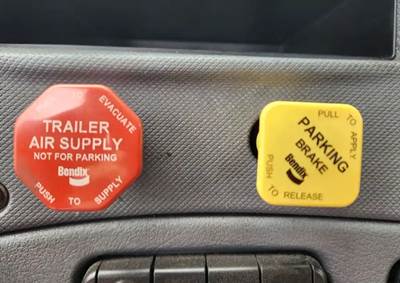 EVACUATE
TRAILER
AIR SUPPLY
NOT FOR PARKING
Bendix
PUSH TO SUPPLY
PULL TO APPLY
PARKING
BRAKE
Bendix
PUSH TO RELEASE